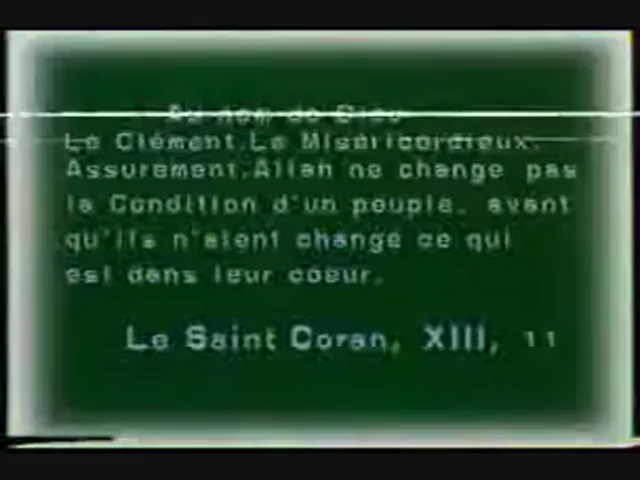 Au nom de Dieu
Le Clément,Le Miséricordieux.
Assurement,Allah ne change pas
la Condition d'un peuple, avant
qu'ils n'aient change ce qui
est dans leur coeur.
Le Saint Coran, XIII, 11